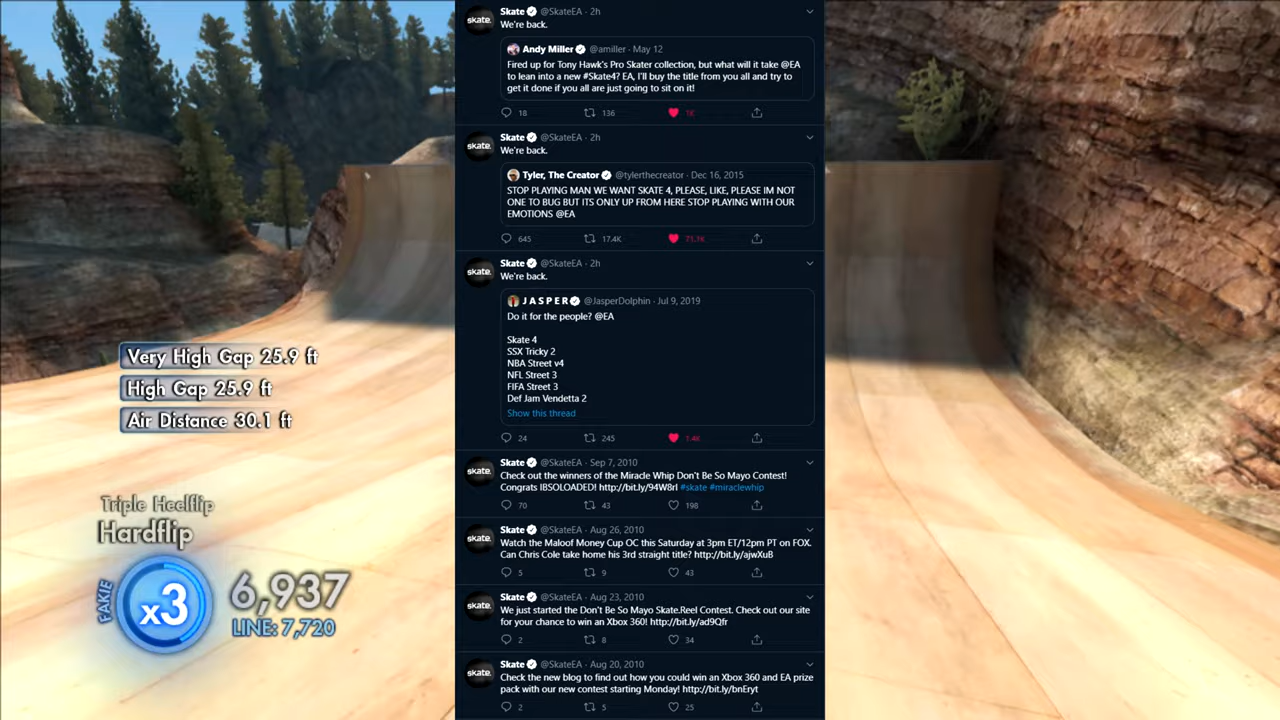 Very High Gap 25.9 ft
High Gap 25.9 ft
Air Distance 30.1 ft
Triple Heelflip
Hardflip
FAKIE
x3
6,937
LINE: 7,720
skate.
Skate @SkateEA · 2h
We're back.
Andy Miller @amiller · May 12
Fired up for Tony Hawk's Pro Skater collection, but what will it take @EA
to lean into a new #Skate4? EA, I'll buy the title from you all and try to
get it done if you all are just going to sit on it!
18 136 1K
skate.
Skate @SkateEA · 2h
We're back.
Tyler, The Creator @tylerthecreator · Dec 16, 2015
STOP PLAYING MAN WE WANT SKATE 4, PLEASE, LIKE, PLEASE IM NOT
ONE TO BUG BUT ITS ONLY UP FROM HERE STOP PLAYING WITH OUR
EMOTIONS @EA
645 17.4K 71.1K
skate.
Skate @SkateEA · 2h
We're back.
J A S P E R @JasperDolphin · Jul 9, 2019
Do it for the people? @EA
Skate 4
SSX Tricky 2
NBA Street v4
NFL Street 3
FIFA Street 3
Def Jam Vendetta 2
Show this thread
24 245 1.4K
skate.
Skate @SkateEA · Sep 7, 2010
Check out the winners of the Miracle Whip Don't Be So Mayo Contest!
Congrats IBSOLOADED! http://bit.ly/94W8rl #skate #miraclewhip
70 43 198
skate.
Skate @SkateEA · Aug 26, 2010
Watch the Maloof Money Cup OC this Saturday at 3pm ET/12pm PT on FOX.
Can Chris Cole take home his 3rd straight title? http://bit.ly/ajwXuB
5 9 43
skate.
Skate @SkateEA · Aug 23, 2010
We just started the Don't Be So Mayo Skate.Reel Contest. Check out our site
for your chance to win an Xbox 360! http://bit.ly/ad9Qfr
2 8 34
skate.
Skate @SkateEA · Aug 20, 2010
Check the new blog to find out how you could win an Xbox 360 and EA prize
pack with our new contest starting Monday! http://bit.ly/bnEryt
2 5 25